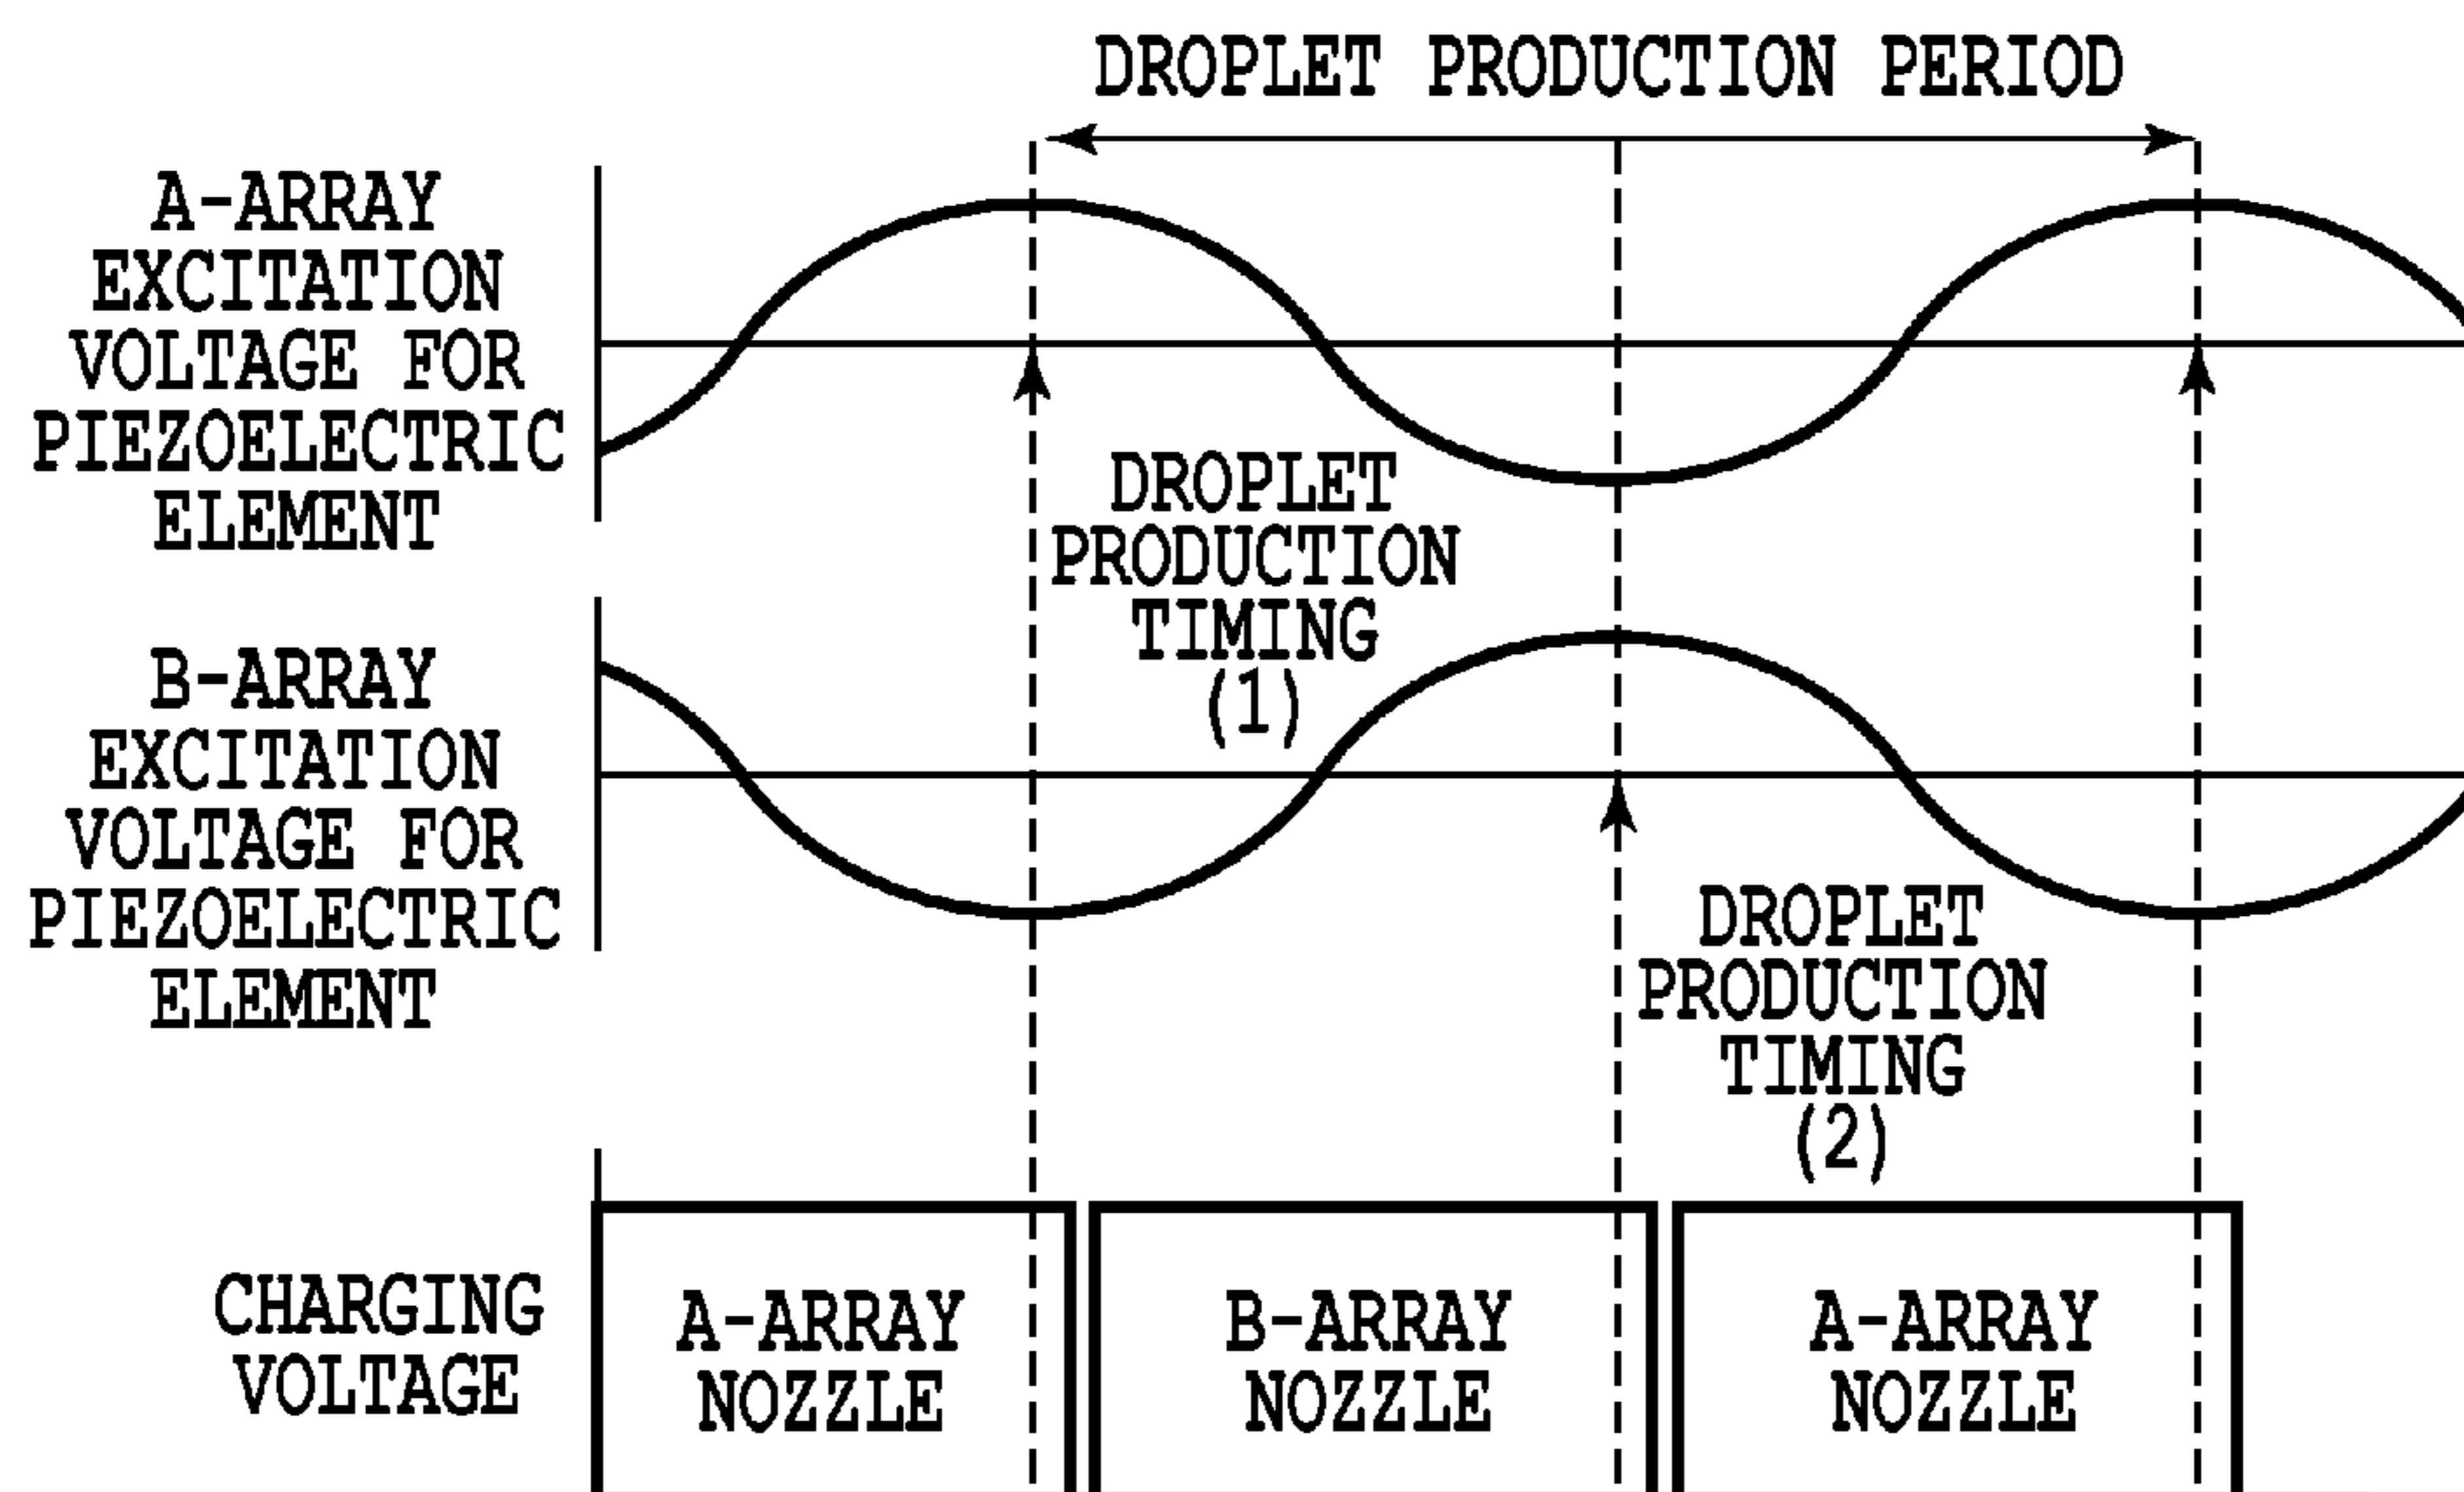 DROPLET PRODUCTION PERIOD
A-ARRAY
EXCITATION
VOLTAGE FOR
PIEZOELECTRIC
ELEMENT
DROPLET
PRODUCTION
TIMING
(1)
B-ARRAY
EXCITATION
VOLTAGE FOR
PIEZOELECTRIC
ELEMENT
DROPLET
PRODUCTION
TIMING
(2)
CHARGING
VOLTAGE
A-ARRAY
NOZZLE
B-ARRAY
NOZZLE
A-ARRAY
NOZZLE